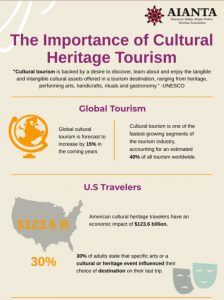 AIANTA
American Indian Alaska Native
Tourism Association
The Importance of Cultural
Heritage Tourism
"Cultural tourism is backed by a desire to discover, learn about and enjoy the tangible
and intangible cultural assets offered in a tourism destination, ranging from heritage,
performing arts, handicrafts, rituals and gastronomy." -UNESCO
Global Tourism
Global cultural
tourism is forecast to
increase by 15% in
the coming years
Cultural tourism is one of the
fastest-growing segments of
the tourism industry,
accounting for an estimated
40% of all tourism worldwide.
U.S Travelers
$123.6 B
American cultural heritage travelers have an
economic impact of $123.6 billion.
30%
30% of adults state that specific arts or a
cultural or heritage event influenced their
choice of destination on their last trip.